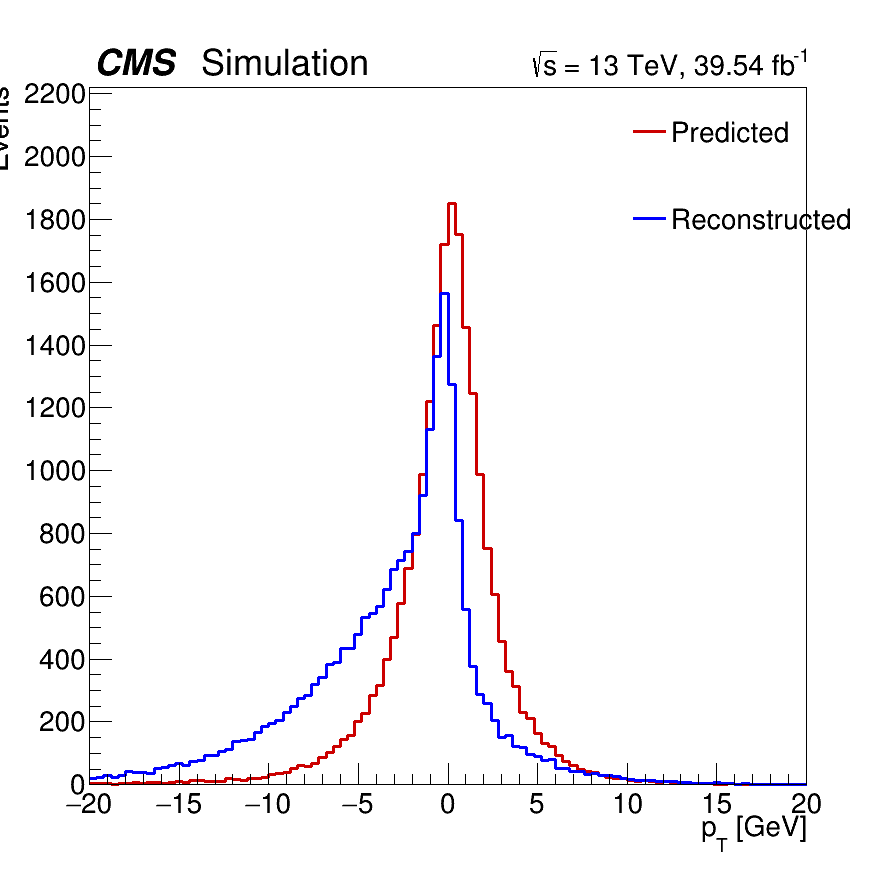 CMS Simulation √s = 13 TeV, 39.54 fb⁻¹
Events
2200
2000
1800
1600
1400
1200
1000
800
600
400
200
0
Predicted
Reconstructed
−20 −15 −10 −5 0 5 10 15 20
p_T [GeV]